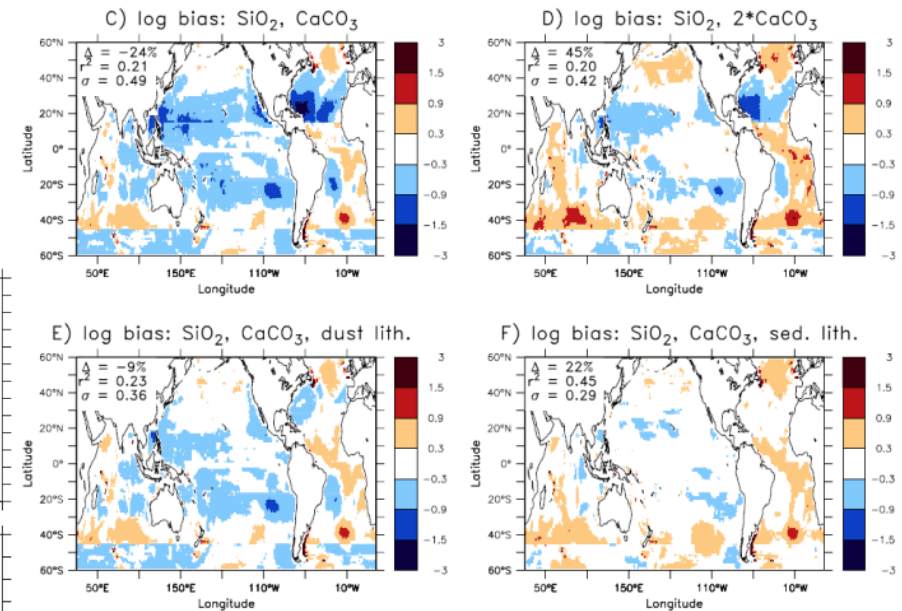 C) log bias: SiO₂, CaCO₃
Δ = −24%
r² = 0.21
σ = 0.49
60°N
40°N
20°N
0°
20°S
40°S
60°S
Latitude
50°E 150°E 110°W 10°W
Longitude
3
1.5
0.9
0.3
−0.3
−0.9
−1.5
−3
D) log bias: SiO₂, 2*CaCO₃
Δ = 45%
r² = 0.20
σ = 0.42
60°N
40°N
20°N
0°
20°S
40°S
60°S
Latitude
50°E 150°E 110°W 10°W
Longitude
3
1.5
0.9
0.3
−0.3
−0.9
−1.5
−3
E) log bias: SiO₂, CaCO₃, dust lith.
Δ = −9%
r² = 0.23
σ = 0.36
60°N
40°N
20°N
0°
20°S
40°S
60°S
Latitude
50°E 150°E 110°W 10°W
Longitude
3
1.5
0.9
0.3
−0.3
−0.9
−1.5
−3
F) log bias: SiO₂, CaCO₃, sed. lith.
Δ = 22%
r² = 0.45
σ = 0.29
60°N
40°N
20°N
0°
20°S
40°S
60°S
Latitude
50°E 150°E 110°W 10°W
Longitude
3
1.5
0.9
0.3
−0.3
−0.9
−1.5
−3